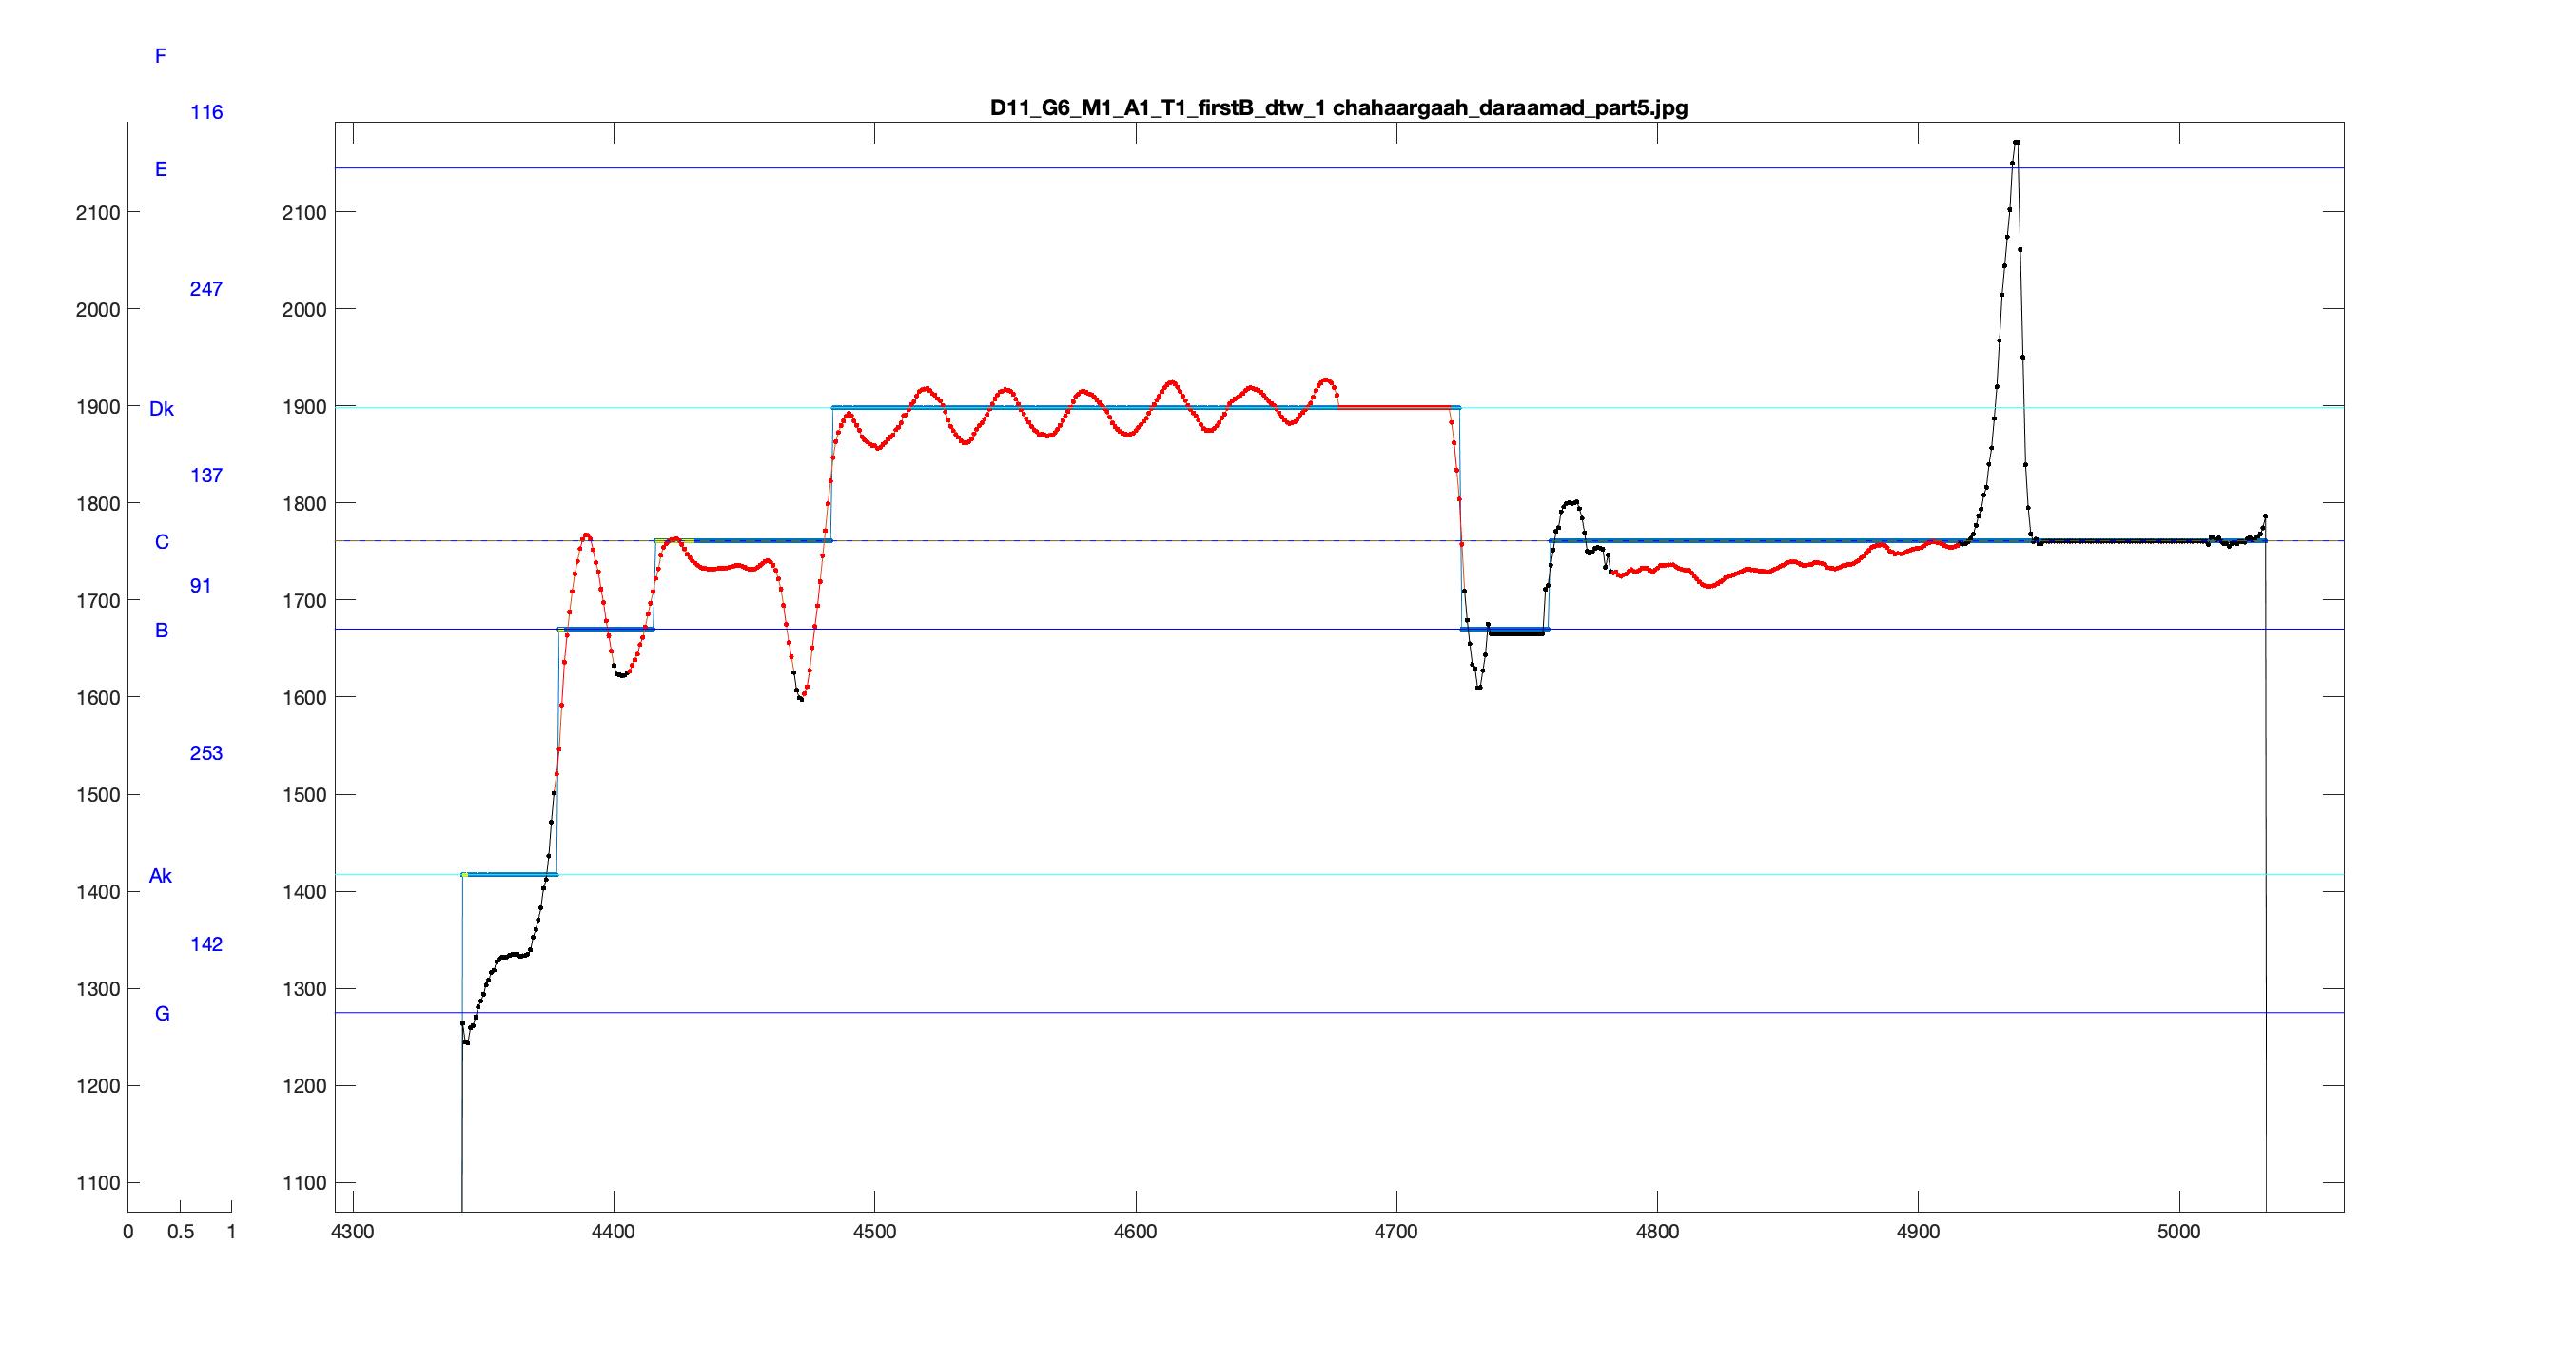 F
D11_G6_M1_A1_T1_firstB_dtw_1 chahaargaah_daraamad_part5.jpg
116
E
2100 2100
247
2000 2000
1900 Dk 1900
137
1800 1800
C
91
1700 1700
B
1600 1600
253
1500 1500
Ak
1400 1400
142
1300 1300
G
1200 1200
1100 1100
0 0.5 1 4300 4400 4500 4600 4700 4800 4900 5000